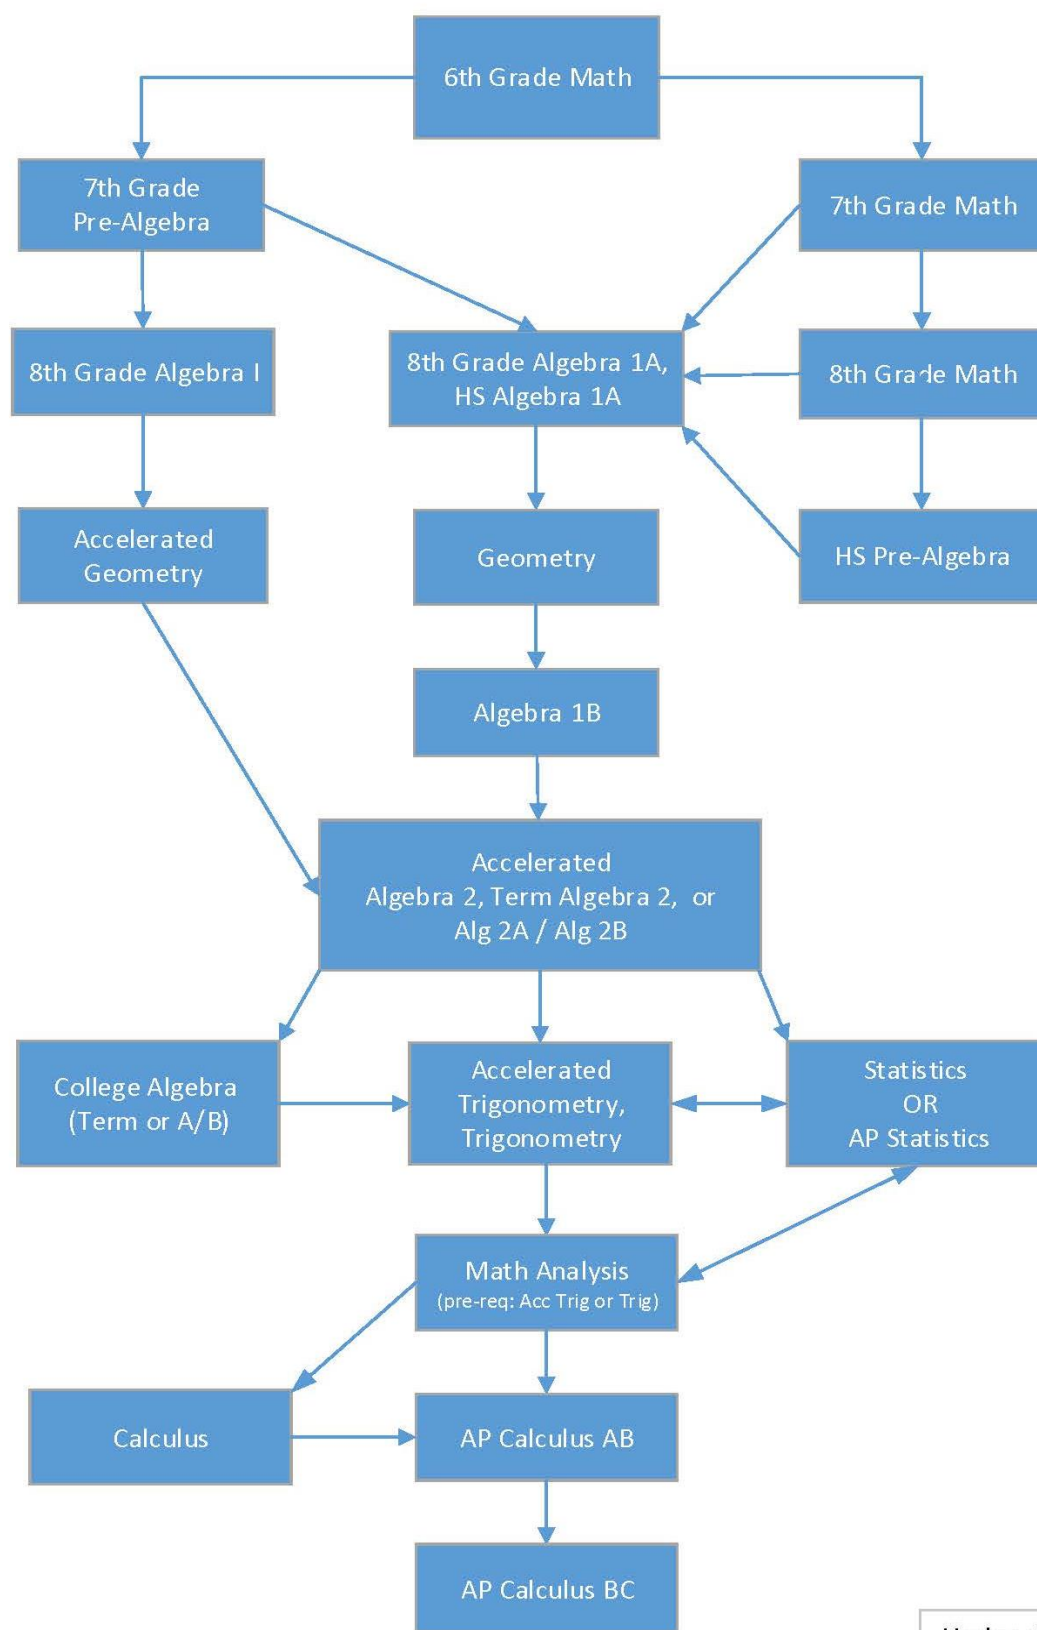 6th Grade Math
7th Grade
Pre-Algebra
7th Grade Math
8th Grade Algebra I
8th Grade Algebra 1A,
HS Algebra 1A
8th Grade Math
Accelerated
Geometry
Geometry
HS Pre-Algebra
Algebra 1B
Accelerated
Algebra 2, Term Algebra 2, or
Alg 2A / Alg 2B
College Algebra
(Term or A/B)
Accelerated
Trigonometry,
Trigonometry
Statistics
OR
AP Statistics
Math Analysis
(pre-req: Acc Trig or Trig)
Calculus
AP Calculus AB
AP Calculus BC